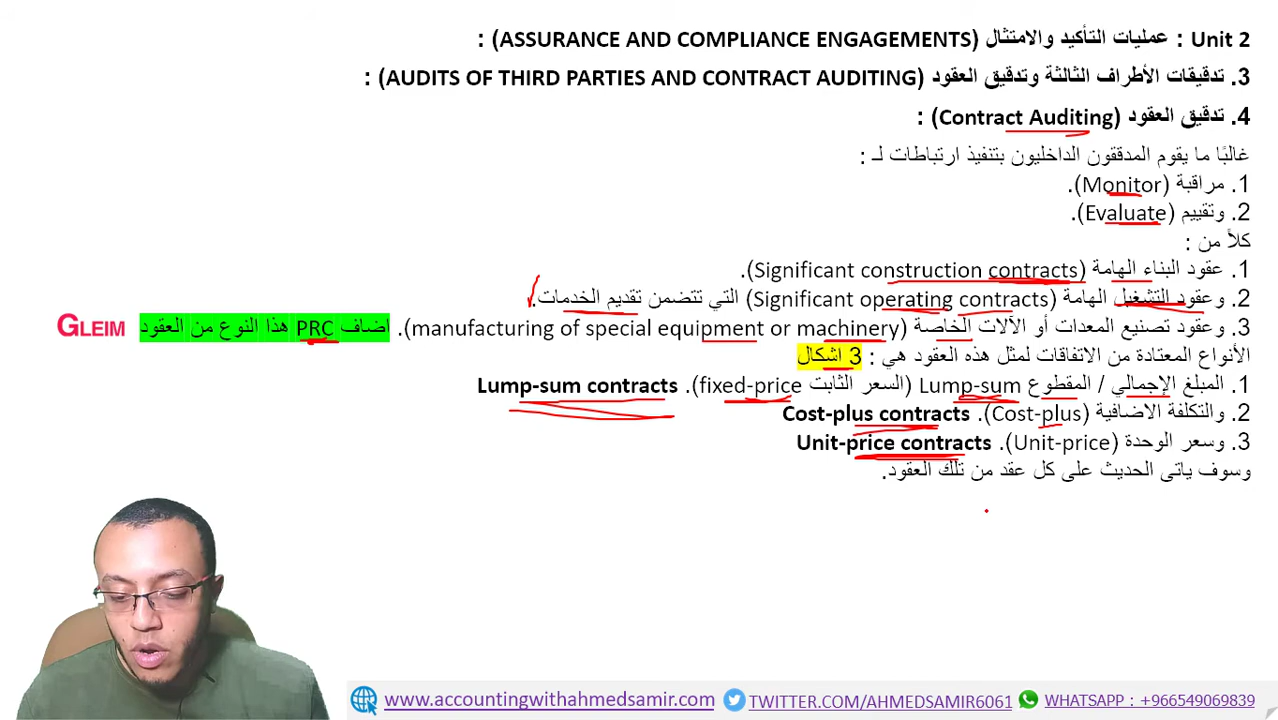 Unit 2 : عمليات التأكيد والامتثال (ASSURANCE AND COMPLIANCE ENGAGEMENTS) :
3. تدقيقات الأطراف الثالثة وتدقيق العقود (AUDITS OF THIRD PARTIES AND CONTRACT AUDITING) :
4. تدقيق العقود (Contract Auditing) :
غالبًا ما يقوم المدققون الداخليون بتنفيذ ارتباطات لـ :
1. مراقبة (Monitor).
2. وتقييم (Evaluate).
كلاً من :
1. عقود البناء الهامة (Significant construction contracts).
2. وعقود التشغيل الهامة (Significant operating contracts) التي تتضمن تقديم الخدمات.
3. وعقود تصنيع المعدات أو الآلات الخاصة (manufacturing of special equipment or machinery). اضاف PRC هذا النوع من العقود GLEIM
الأنواع المعتادة من الاتفاقات لمثل هذه العقود هي : 3 اشكال
1. المبلغ الإجمالي / المقطوع Lump-sum (السعر الثابت fixed-price). Lump-sum contracts
2. والتكلفة الاضافية (Cost-plus). Cost-plus contracts
3. وسعر الوحدة (Unit-price). Unit-price contracts
وسوف ياتى الحديث على كل عقد من تلك العقود.
www.accountingwithahmedsamir.com TWITTER.COM/AHMEDSAMIR6061 WHATSAPP : +966549069839